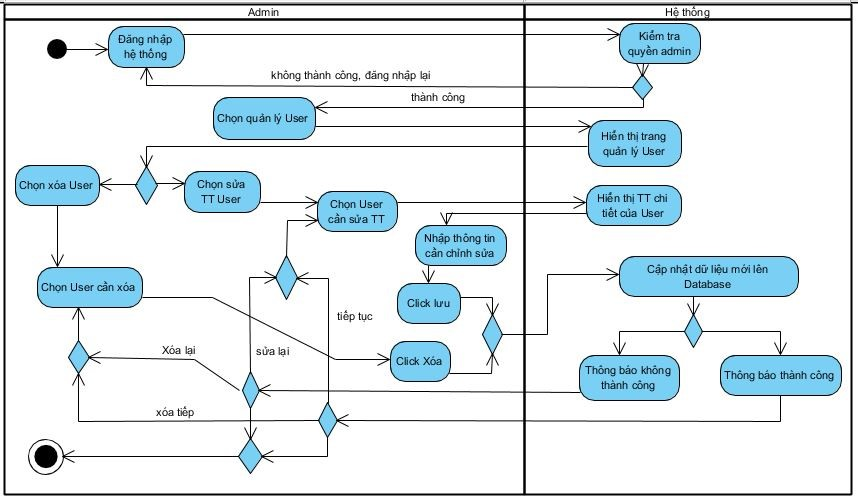 Admin
Hệ thống
Đăng nhập
hệ thống
Kiểm tra
quyền admin
không thành công, đăng nhập lại
thành công
Chọn quản lý User
Hiển thị trang
quản lý User
Chọn xóa User
Chọn sửa
TT User
Chọn User
cần sửa TT
Hiển thị TT chi
tiết của User
Nhập thông tin
cần chỉnh sửa
Chọn User cần xóa
Click lưu
Cập nhật dữ liệu mới lên
Database
tiếp tục
Xóa lại
sửa lại
Click Xóa
Thông báo không
thành công
Thông báo thành công
xóa tiếp